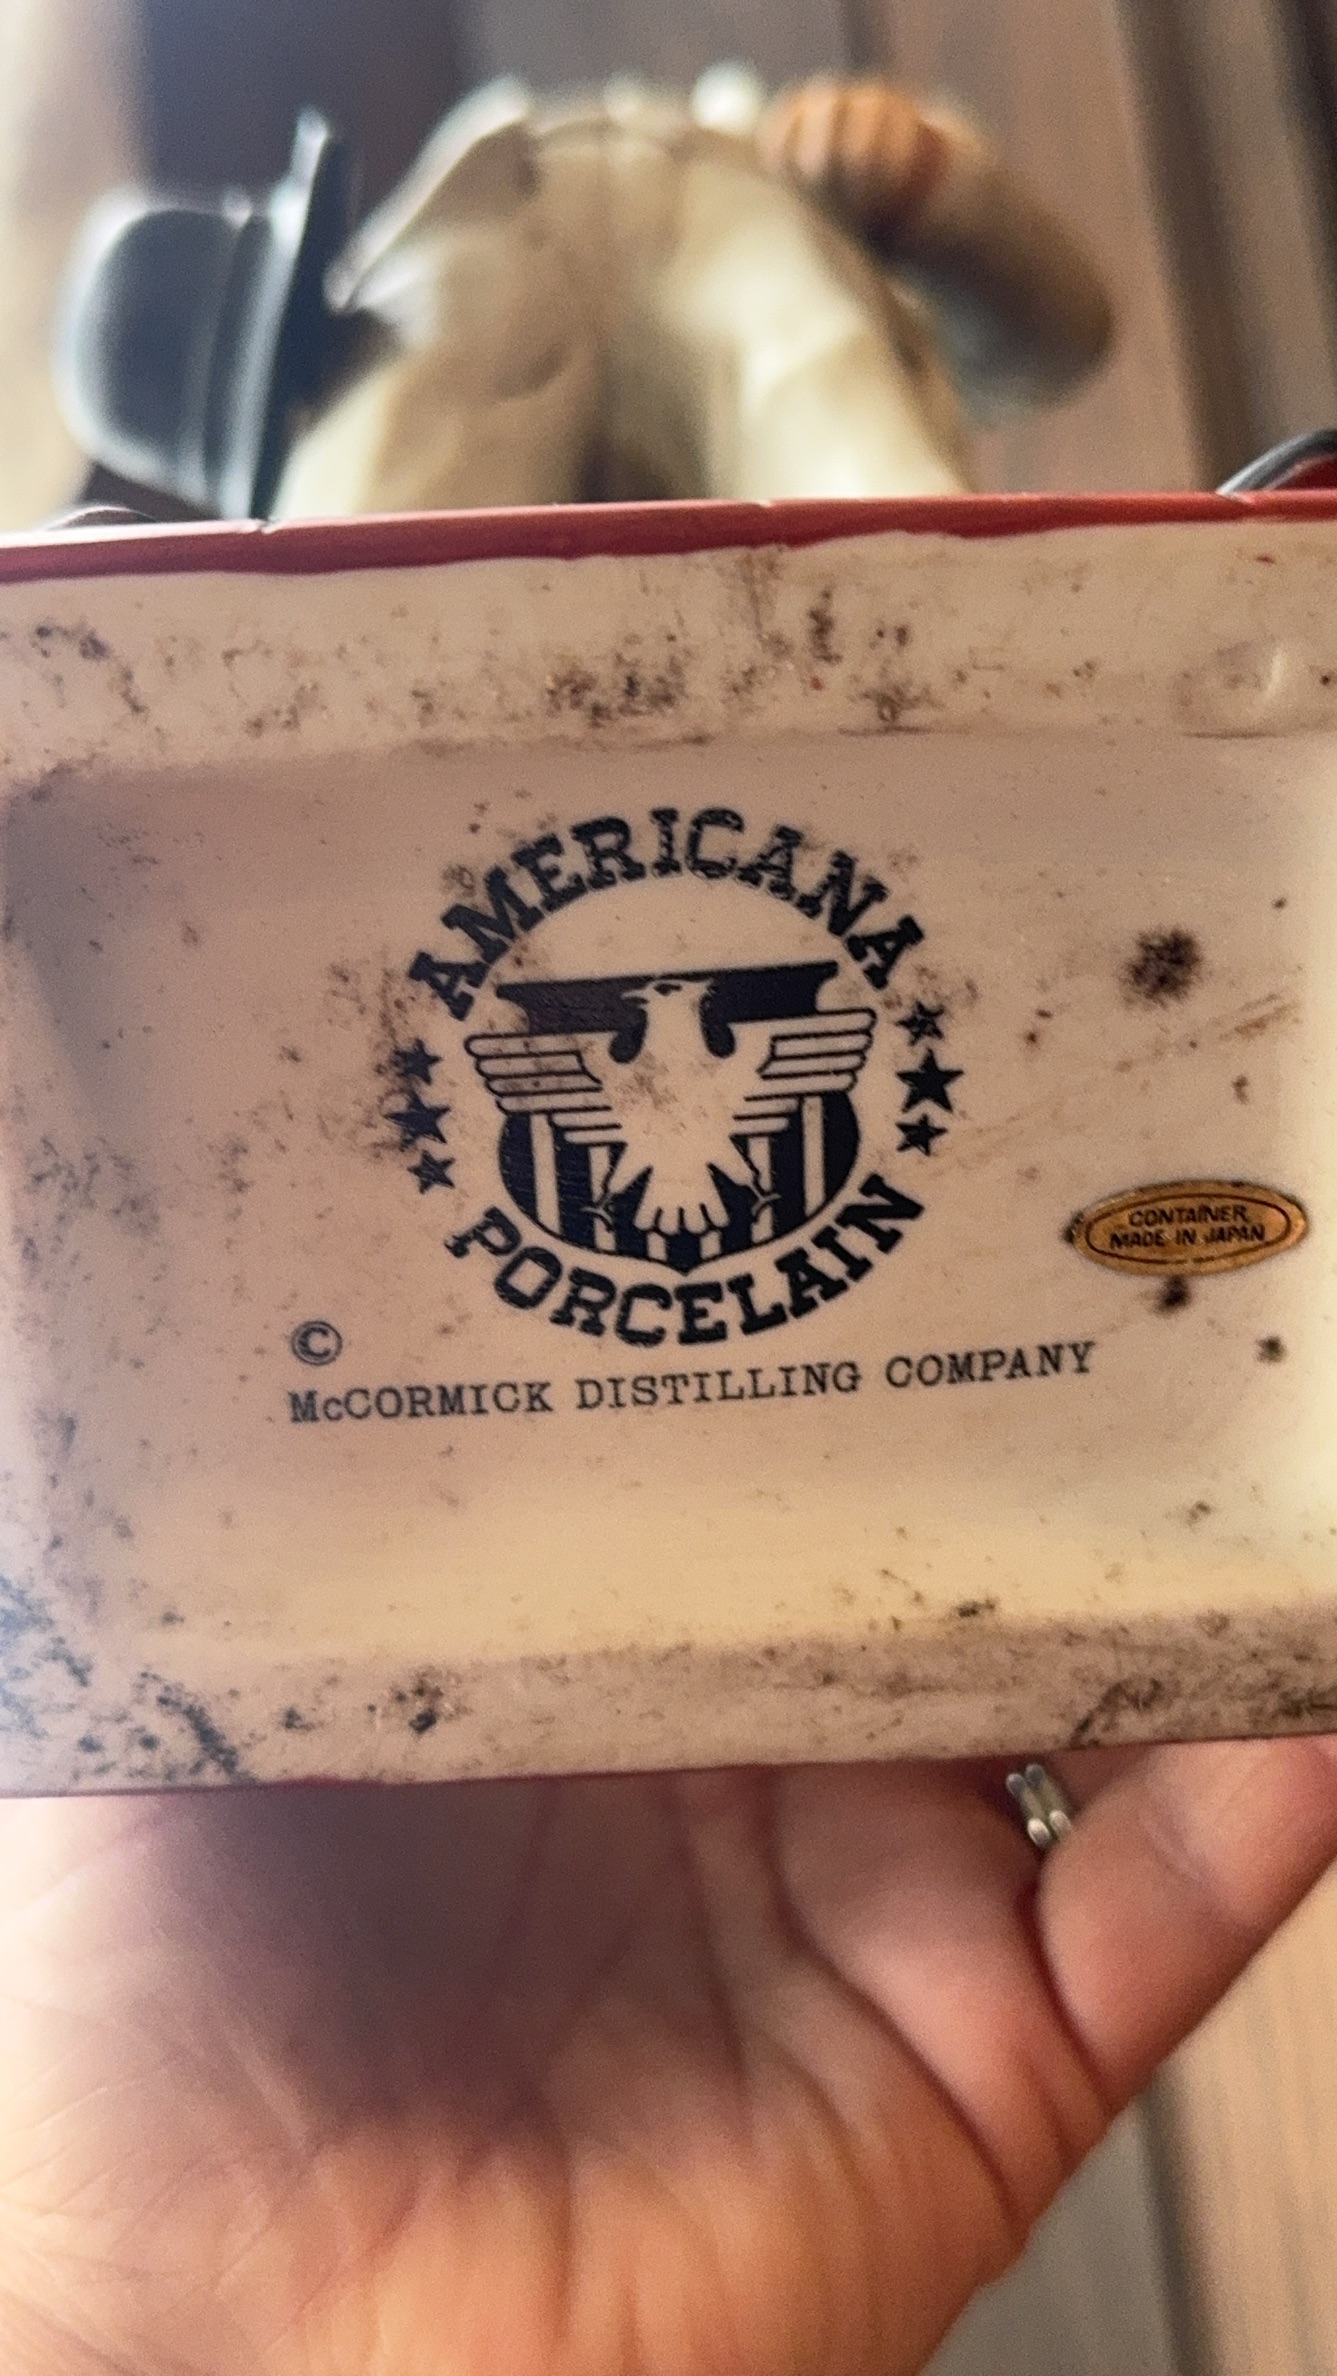 AMERICANA
PORCELAIN
CONTAINER
MADE IN JAPAN
©
McCORMICK DISTILLING COMPANY